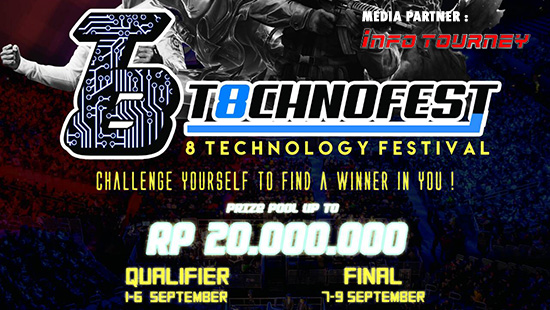 MEDIA PARTNER :
INFO TOURNEY
T8
T8CHNOFEST
8 TECHNOLOGY FESTIVAL
CHALLENGE YOURSELF TO FIND A WINNER IN YOU !
PRIZE POOL UP TO
RP 20.000.000
QUALIFIER FINAL
1-6 SEPTEMBER 7-9 SEPTEMBER